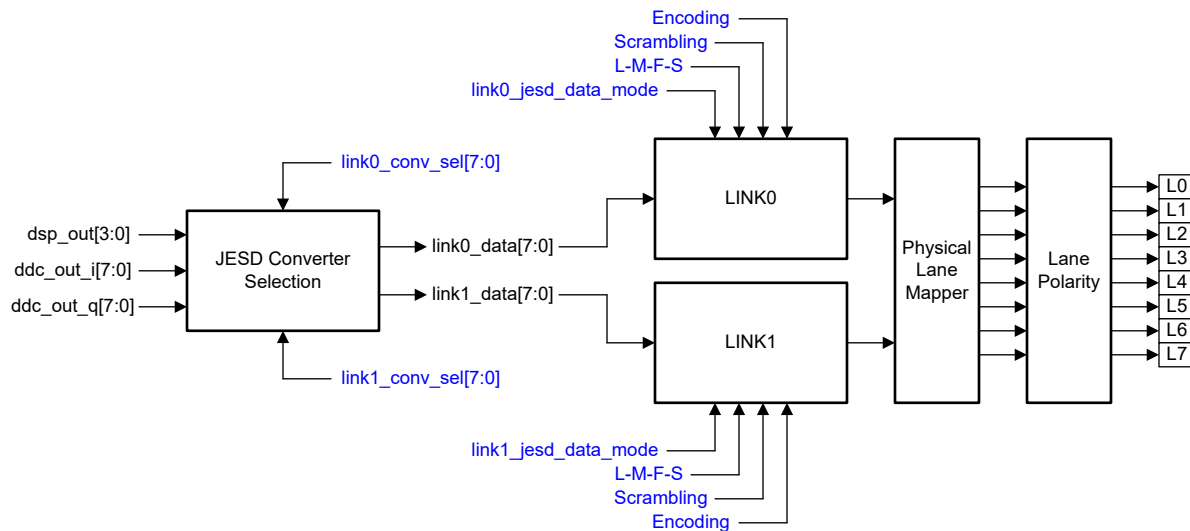 Encoding
Scrambling
L-M-F-S
link0_jesd_data_mode
link0_conv_sel[7:0]
dsp_out[3:0]
ddc_out_i[7:0]
ddc_out_q[7:0]
JESD Converter
Selection
link0_data[7:0]
link1_data[7:0]
link1_conv_sel[7:0]
LINK0
LINK1
link1_jesd_data_mode
L-M-F-S
Scrambling
Encoding
Physical
Lane
Mapper
Lane
Polarity
L0
L1
L2
L3
L4
L5
L6
L7